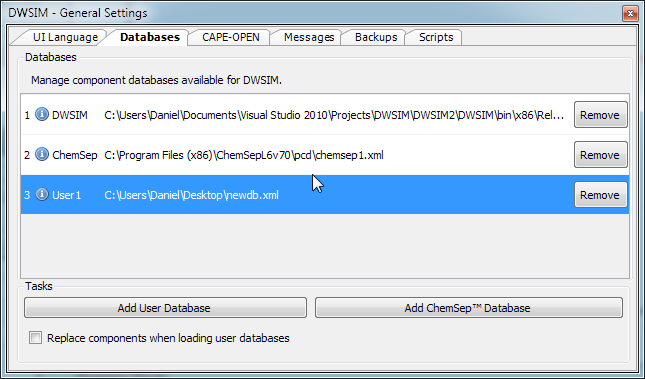 DWSIM - General Settings
UI Language Databases CAPE-OPEN Messages Backups Scripts
Databases
Manage component databases available for DWSIM.
1 DWSIM C:\Users\Daniel\Documents\Visual Studio 2010\Projects\DWSIM\DWSIM2\DWSIM\bin\x86\Rel... Remove
2 ChemSep C:\Program Files (x86)\ChemSepL6v70\pcd\chemsep1.xml Remove
3 User1 C:\Users\Daniel\Desktop\newdb.xml Remove
Tasks
Add User Database Add ChemSep™ Database
Replace components when loading user databases